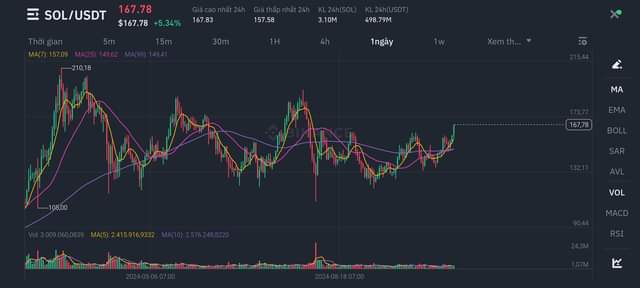 SOL/USDT
$167.78 +5.34%
167.78
Giá cao nhất 24h
167.83
Giá thấp nhất 24h
157.58
KL 24h(SOL)
3.10M
KL 24h(USDT)
498.79M
Thời gian 5m 15m 30m 1H 4h 1ngày 1w Xem th...
MA(7): 157,09 MA(25): 149,62 MA(99): 149,41
213,44
210,18
173,77
167,78
BINANCE
132,11
108,00
90,44
Vol 3.009.060,0839 MA(5): 2.415.916,9332 MA(10): 2.576.248,0220
24,3M
1,07M
2024-05-06 07:00
2024-08-18 07:00
MA
EMA
BOLL
SAR
AVL
VOL
MACD
RSI